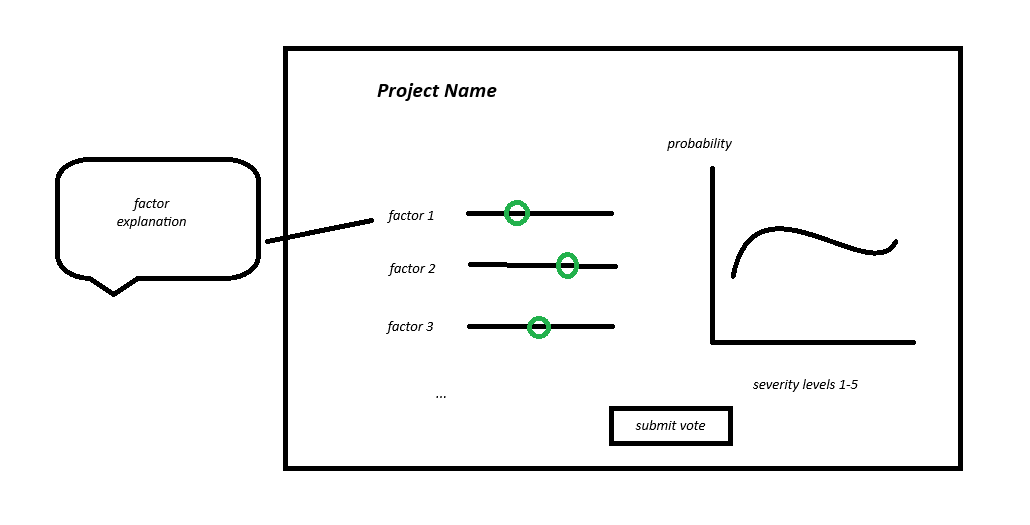 Project Name
probability
factor
explanation
factor 1
factor 2
factor 3
...
severity levels 1-5
submit vote